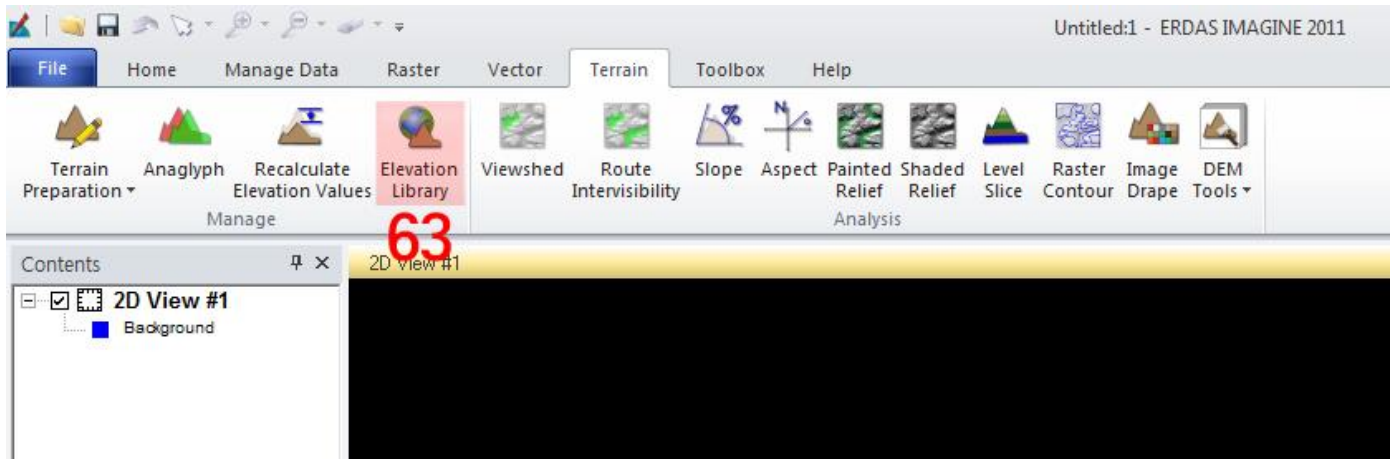 Untitled:1 - ERDAS IMAGINE 2011
File Home Manage Data Raster Vector Terrain Toolbox Help
Terrain Preparation
Anaglyph
Recalculate Elevation Values
Elevation Library
Viewshed
Route Intervisibility
Slope
Aspect
%
N
Painted Relief
Shaded Relief
Level Slice
Raster Contour
Image Drape
DEM Tools
Manage
Analysis
63
Contents
2D View #1
2D View #1
Background